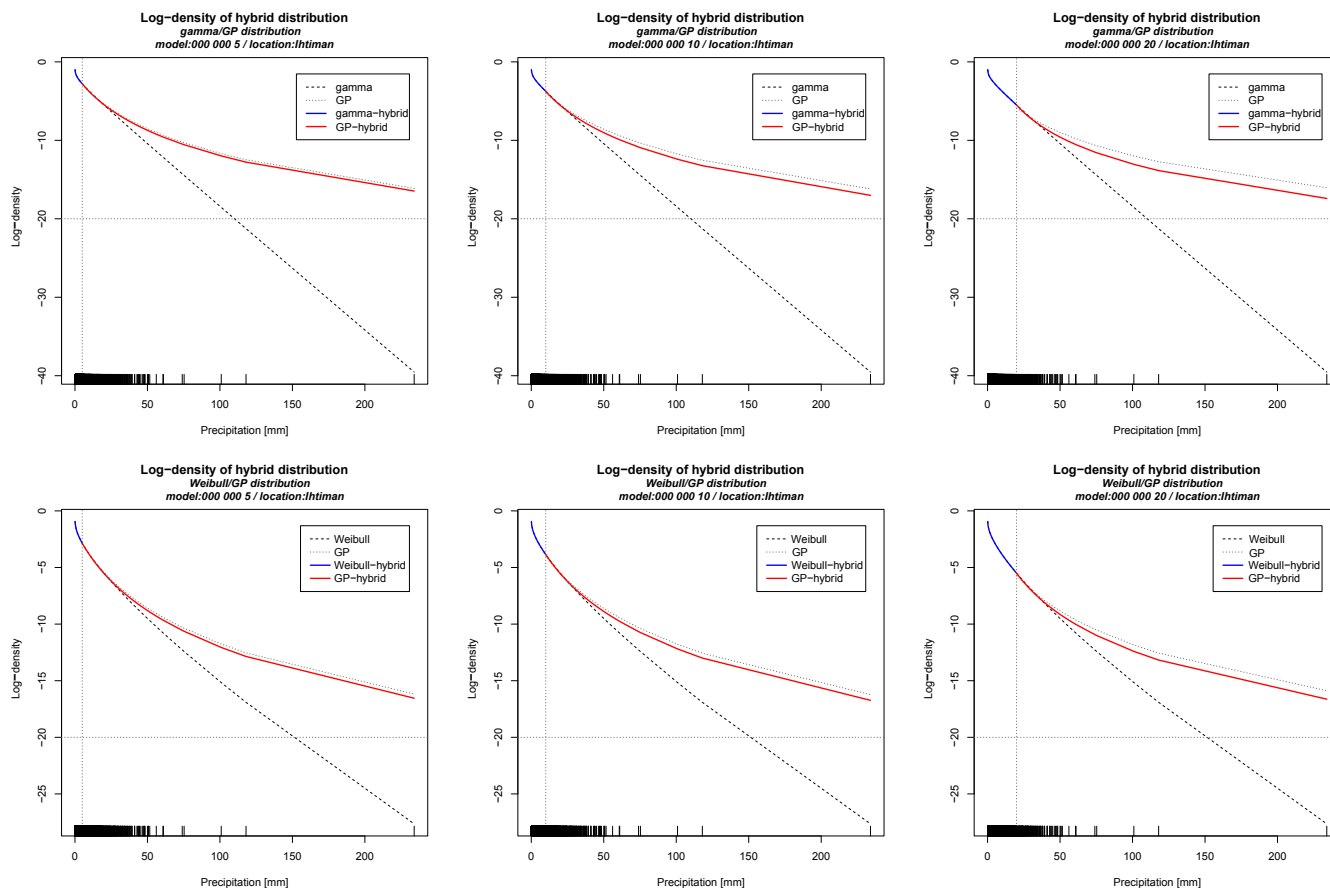 Log−density of hybrid distribution
gamma/GP distribution
model:000 000 5 / location:Ihtiman
gamma
GP
gamma−hybrid
GP−hybrid
Log−density
0
−10
−20
−30
−40
0 50 100 150 200
Precipitation [mm]
Log−density of hybrid distribution
gamma/GP distribution
model:000 000 10 / location:Ihtiman
gamma
GP
gamma−hybrid
GP−hybrid
Log−density
0
−10
−20
−30
−40
0 50 100 150 200
Precipitation [mm]
Log−density of hybrid distribution
gamma/GP distribution
model:000 000 20 / location:Ihtiman
gamma
GP
gamma−hybrid
GP−hybrid
Log−density
0
−10
−20
−30
−40
0 50 100 150 200
Precipitation [mm]
Log−density of hybrid distribution
Weibull/GP distribution
model:000 000 5 / location:Ihtiman
Weibull
GP
Weibull−hybrid
GP−hybrid
Log−density
0
−5
−10
−15
−20
−25
0 50 100 150 200
Precipitation [mm]
Log−density of hybrid distribution
Weibull/GP distribution
model:000 000 10 / location:Ihtiman
Weibull
GP
Weibull−hybrid
GP−hybrid
Log−density
0
−5
−10
−15
−20
−25
0 50 100 150 200
Precipitation [mm]
Log−density of hybrid distribution
Weibull/GP distribution
model:000 000 20 / location:Ihtiman
Weibull
GP
Weibull−hybrid
GP−hybrid
Log−density
0
−5
−10
−15
−20
−25
0 50 100 150 200
Precipitation [mm]